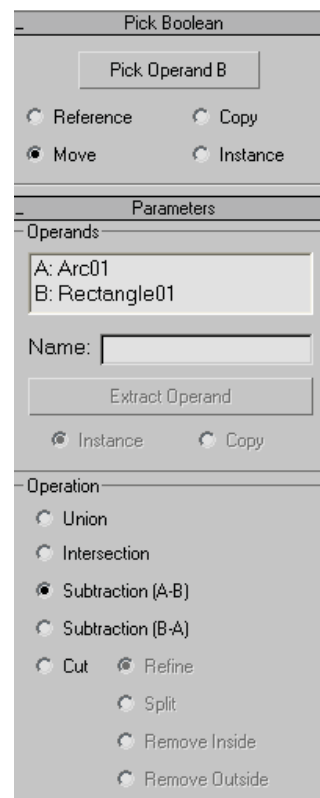 Pick Boolean
Pick Operand B
Reference Copy
Move Instance
Parameters
Operands
A: Arc01
B: Rectangle01
Name:
Extract Operand
Instance Copy
Operation
Union
Intersection
Subtraction (A-B)
Subtraction (B-A)
Cut Refine
Split
Remove Inside
Remove Outside